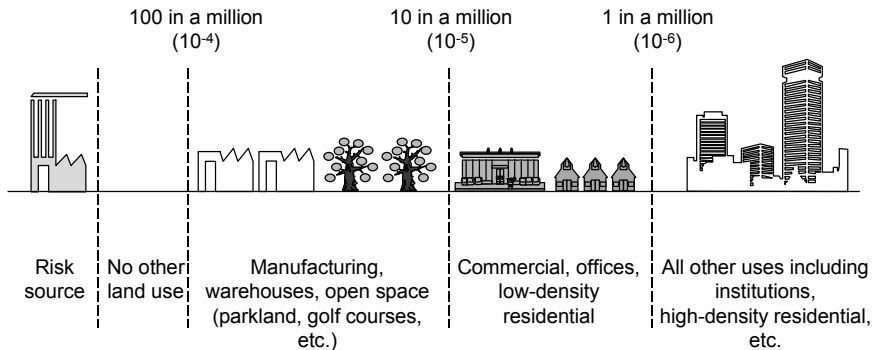 100 in a million
(10⁻⁴)
10 in a million
(10⁻⁵)
1 in a million
(10⁻⁶)
Risk
source
No other
land use
Manufacturing,
warehouses, open space
(parkland, golf courses,
etc.)
Commercial, offices,
low-density
residential
All other uses including
institutions,
high-density residential,
etc.